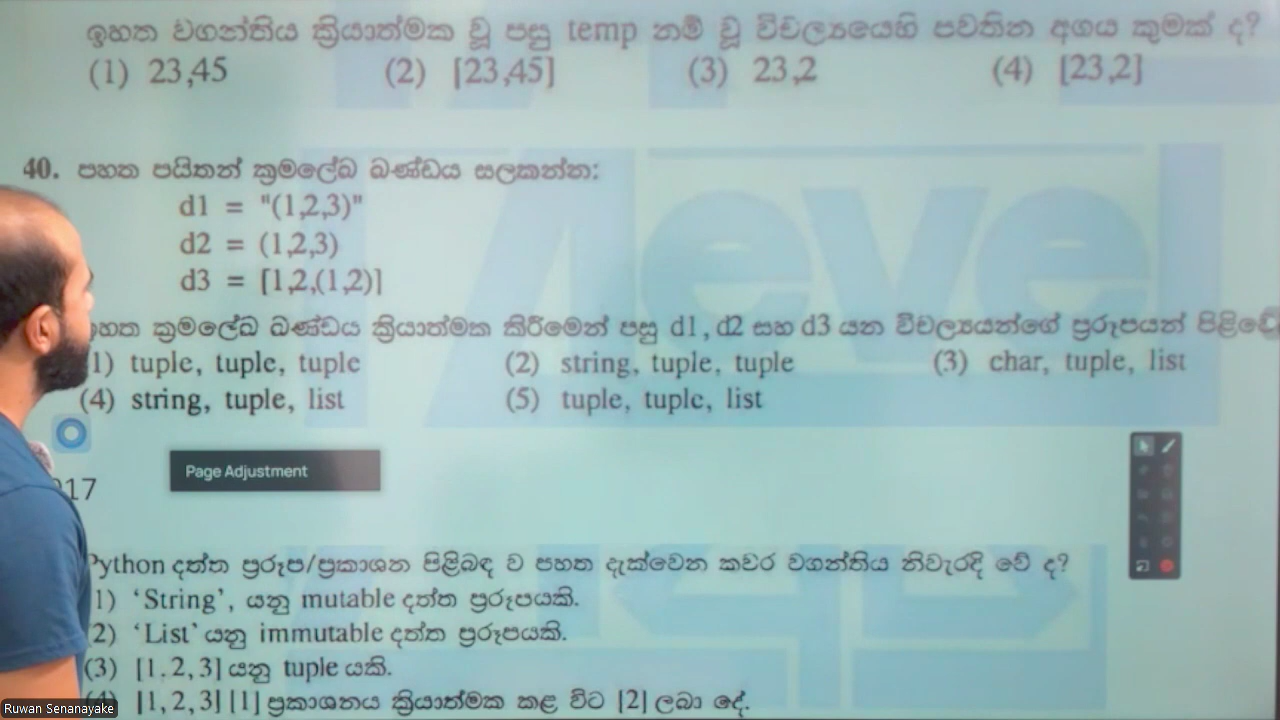 ඉහත වගන්තිය ක්‍රියාත්මක වූ පසු temp නම් වූ විචල්‍යයෙහි පවතින අගය කුමක් ද?
(1) 23,45 (2) [23,45] (3) 23,2 (4) [23,2]
40. පහත පයිතන් ක්‍රමලේඛ ඛණ්ඩය සලකන්න:
d1 = "(1,2,3)"
d2 = (1,2,3)
d3 = [1,2,(1,2)]
ක්‍රමලේඛ ඛණ්ඩය ක්‍රියාත්මක කිරීමෙන් පසු d1, d2 සහ d3 යන විචල්‍යයන්ගේ ප්‍රරූපයන්
1) tuple, tuple, tuple (2) string, tuple, tuple (3) char, tuple, list
(4) string, tuple, list (5) tuple, tuple, list
Page Adjustment
017
Python දත්ත ප්‍රරූප/ප්‍රකාශන පිළිබඳ ව පහත දැක්වෙන කවර වගන්තිය නිවැරදි වේ ද?
1) ‘String’, යනු mutable දත්ත ප්‍රරූපයකි.
2) ‘List’ යනු immutable දත්ත ප්‍රරූපයකි.
(3) [1,2,3] යනු tuple යකි.
(4) [1,2,3] [1] ප්‍රකාශනය ක්‍රියාත්මක කළ විට [2] ලබා දේ.
Ruwan Senanayake